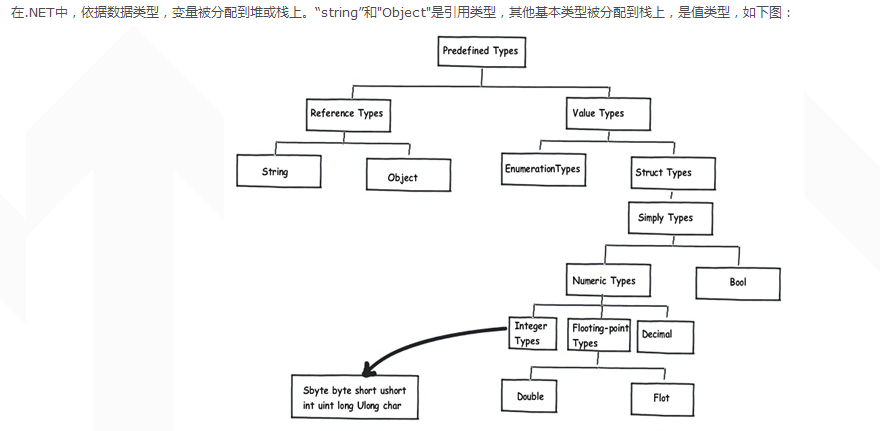 在.NET中，依据数据类型，变量被分配到堆或栈上。“string”和"Object"是引用类型，其他基本类型被分配到栈上，是值类型，如下图：
Predefined Types
Reference Types
Value Types
String
Object
EnumerationTypes
Struct Types
Simply Types
Numeric Types
Bool
Integer
Types
Flooting-point
Types
Decimal
Sbyte byte short ushort
int uint long Ulong char
Double
Flot